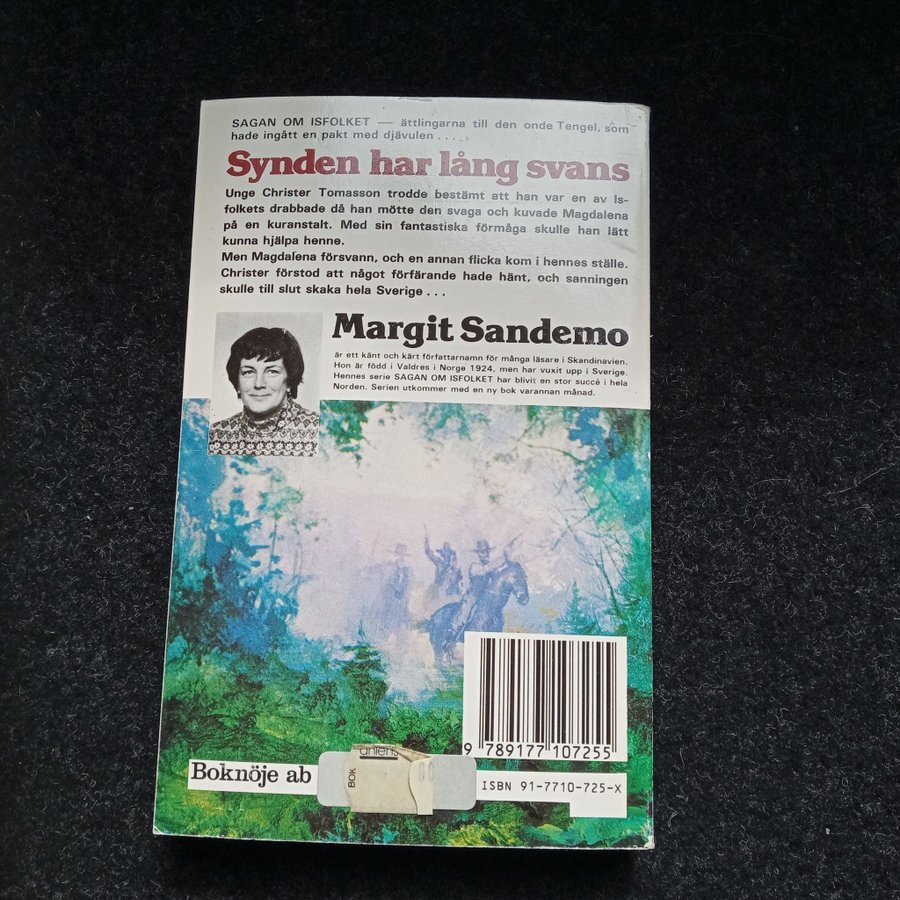 SAGAN OM ISFOLKET — ättlingarna till den onde Tengel, som
hade ingått en pakt med djävulen .....
Synden har lång svans
Unge Christer Tomasson trodde bestämt att han var en av Is-
folkets drabbade då han mötte den svaga och kuvade Magdalena
på en kuranstalt. Med sin fantastiska förmåga skulle han lätt
kunna hjälpa henne.
Men Magdalena försvann, och en annan flicka kom i hennes ställe.
Christer förstod att något förfärande hade hänt, och sanningen
skulle till slut skaka hela Sverige . . .
Margit Sandemo
är ett känt och kärt författarnamn för många läsare i Skandinavien.
Hon är född i Valdres i Norge 1924, men har vuxit upp i Sverige.
Hennes serie SAGAN OM ISFOLKET har blivit en stor succé i hela
Norden. Serien utkommer med en ny bok varannan månad.
9 789177 107255
Boknöje ab
BOK
ISBN 91-7710-725-X